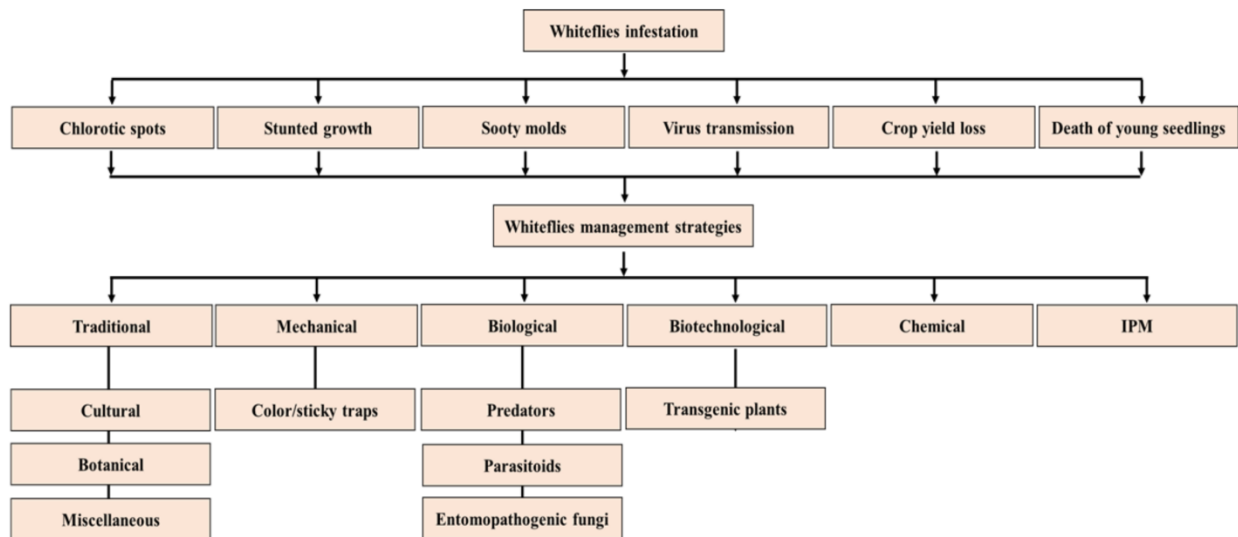 Whiteflies infestation
Chlorotic spots
Stunted growth
Sooty molds
Virus transmission
Crop yield loss
Death of young seedlings
Whiteflies management strategies
Traditional
Mechanical
Biological
Biotechnological
Chemical
IPM
Cultural
Color/sticky traps
Predators
Transgenic plants
Botanical
Parasitoids
Miscellaneous
Entomopathogenic fungi